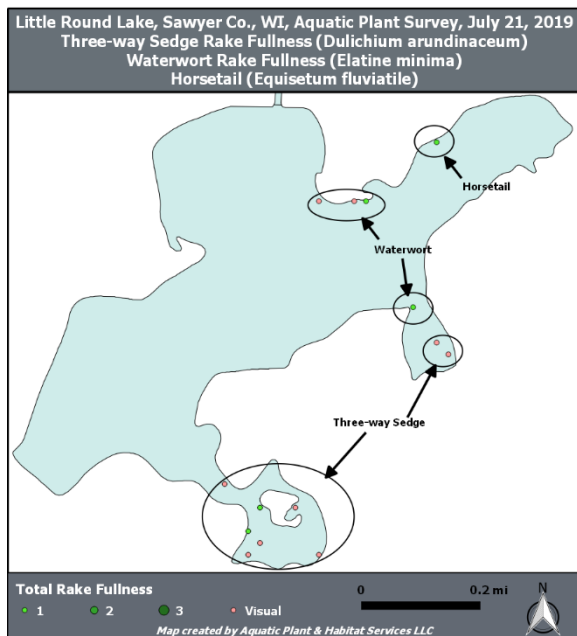 Little Round Lake, Sawyer Co., WI, Aquatic Plant Survey, July 21, 2019
Three-way Sedge Rake Fullness (Dulichium arundinaceum)
Waterwort Rake Fullness (Elatine minima)
Horsetail (Equisetum fluviatile)
Horsetail
Waterwort
Three-way Sedge
Total Rake Fullness
1 2 3 Visual
0 0.2 mi
N
Map created by Aquatic Plant & Habitat Services LLC